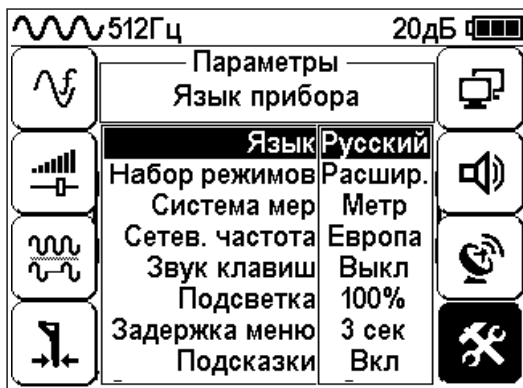 512Гц 20дБ
Параметры
Язык прибора
Язык Русский
Набор режимов Расшир.
Система мер Метр
Сетев. частота Европа
Звук клавиш Выкл
Подсветка 100%
Задержка меню 3 сек
Подсказки Вкл
f